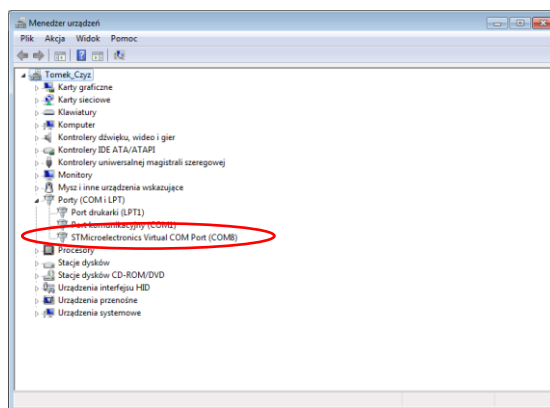 Menedżer urządzeń
Plik Akcja Widok Pomoc
Tomek_Czyz
Karty graficzne
Karty sieciowe
Klawiatury
Komputer
Kontrolery dźwięku, wideo i gier
Kontrolery IDE ATA/ATAPI
Kontrolery uniwersalnej magistrali szeregowej
Monitory
Mysz i inne urządzenia wskazujące
Porty (COM i LPT)
Port drukarki (LPT1)
Port komunikacyjny (COM1)
STMicroelectronics Virtual COM Port (COM8)
Procesory
Stacje dysków
Stacje dysków CD-ROM/DVD
Urządzenia interfejsu HID
Urządzenia przenośne
Urządzenia systemowe